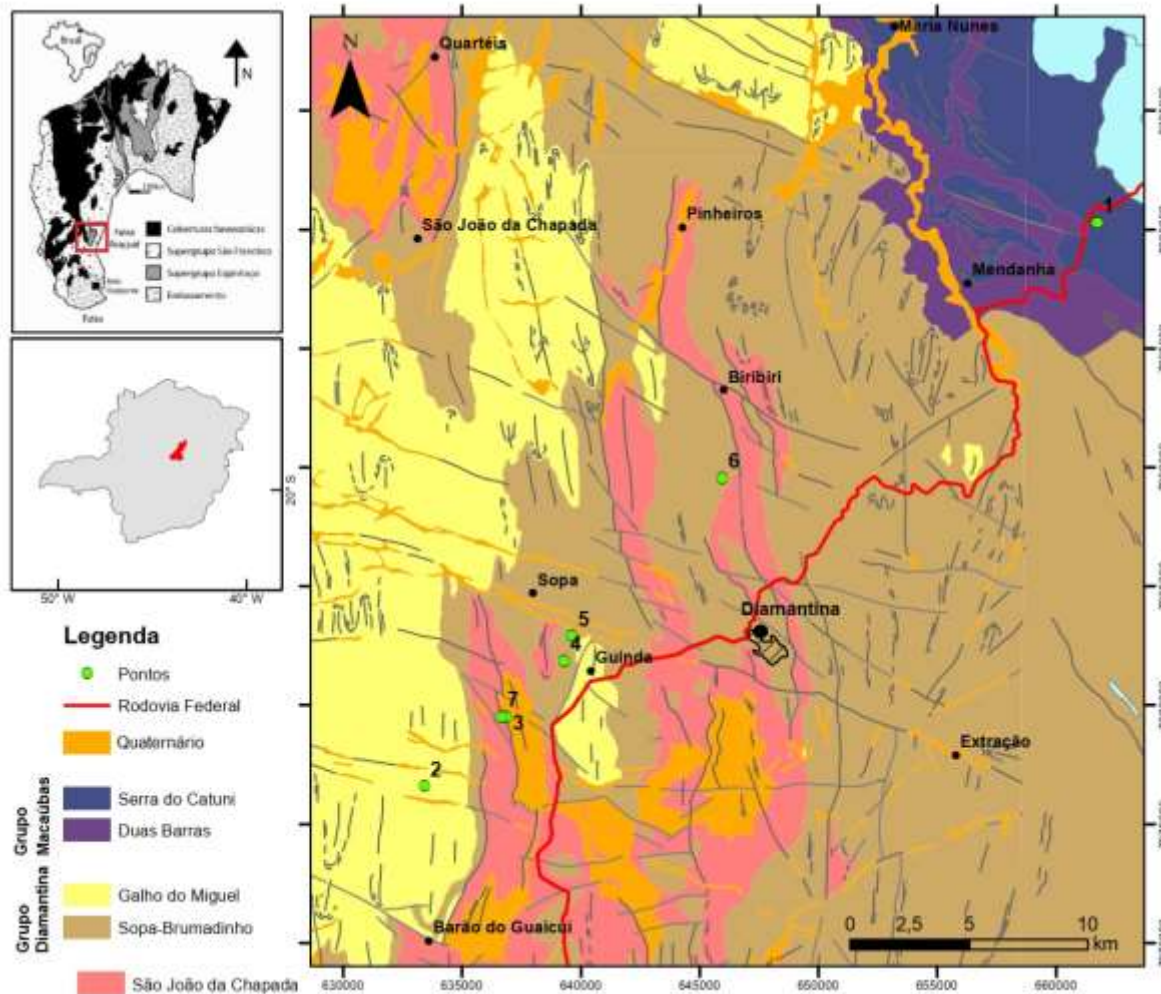 Brasil
N
Coberturas fanerozóicas
Supergrupo São Francisco
Supergrupo Espinhaço
Embasamento
20° S
50° W
40° W
Legenda
Pontos
Rodovia Federal
Quaternário
Grupo Macaúbas
Serra do Catuni
Duas Barras
Grupo Diamantina
Galho do Miguel
Sopa-Brumadinho
São João da Chapada
N
Quartéis
Maria Nunes
São João da Chapada
Pinheiros
1
Mendanha
Biribiri
6
Sopa
Diamantina
5
4
Guinda
7
3
Extração
2
Barão do Guaicuí
0 2,5 5 10
km
630000 635000 640000 645000 650000 655000 660000